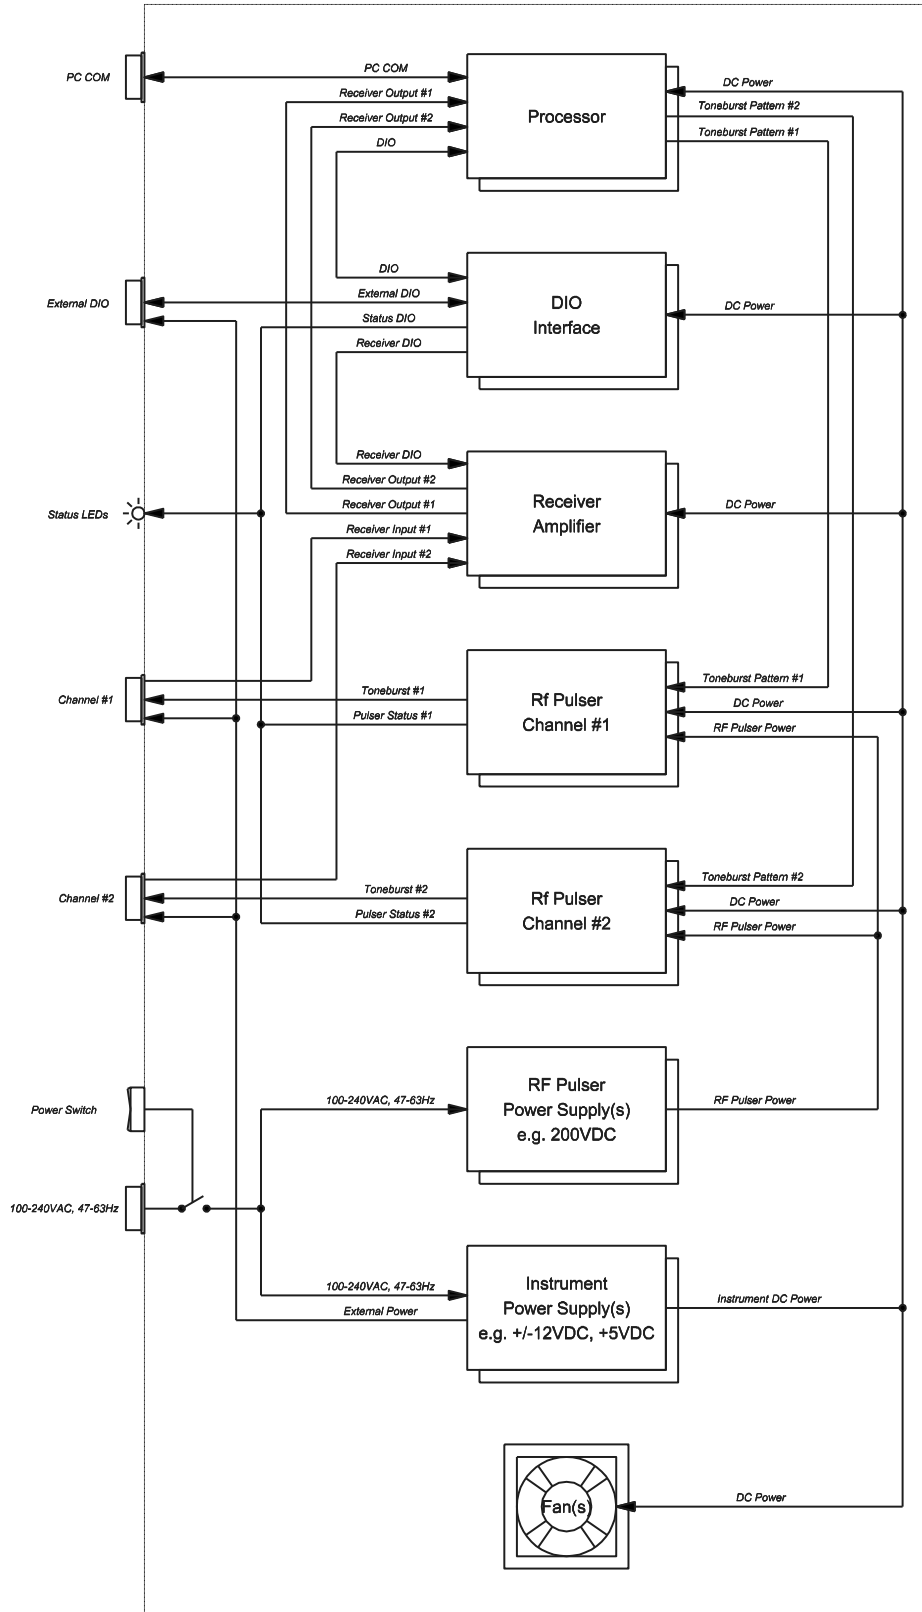 PC COM
PC COM
Receiver Output #1
Receiver Output #2
DIO
Processor
DC Power
Toneburst Pattern #2
Toneburst Pattern #1
External DIO
DIO
External DIO
Status DIO
Receiver DIO
DIO
Interface
DC Power
Status LEDs
Receiver DIO
Receiver Output #2
Receiver Output #1
Receiver Input #1
Receiver Input #2
Receiver
Amplifier
DC Power
Channel #1
Toneburst #1
Pulser Status #1
Rf Pulser
Channel #1
Toneburst Pattern #1
DC Power
RF Pulser Power
Channel #2
Toneburst #2
Pulser Status #2
Rf Pulser
Channel #2
Toneburst Pattern #2
DC Power
RF Pulser Power
Power Switch
100-240VAC, 47-63Hz
RF Pulser
Power Supply(s)
e.g. 200VDC
RF Pulser Power
100-240VAC, 47-63Hz
100-240VAC, 47-63Hz
External Power
Instrument
Power Supply(s)
e.g. +/-12VDC, +5VDC
Instrument DC Power
Fan(s)
DC Power